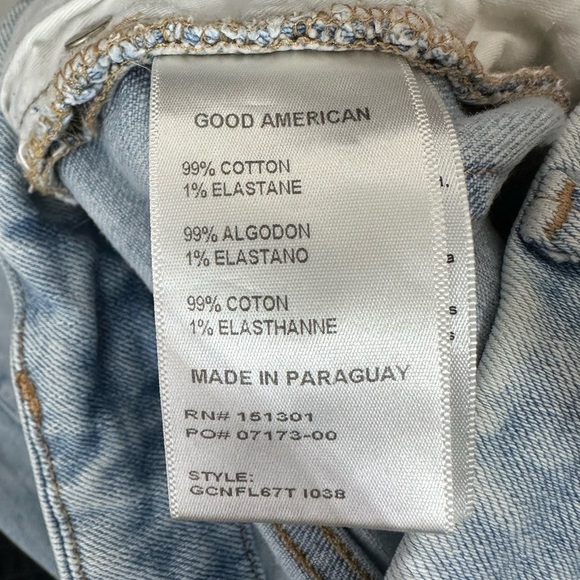 GOOD AMERICAN
99% COTTON
1% ELASTANE
99% ALGODON
1% ELASTANO
99% COTON
1% ELASTHANNE
MADE IN PARAGUAY
RN# 151301
PO# 07173-00
STYLE:
GCNFL67T I038